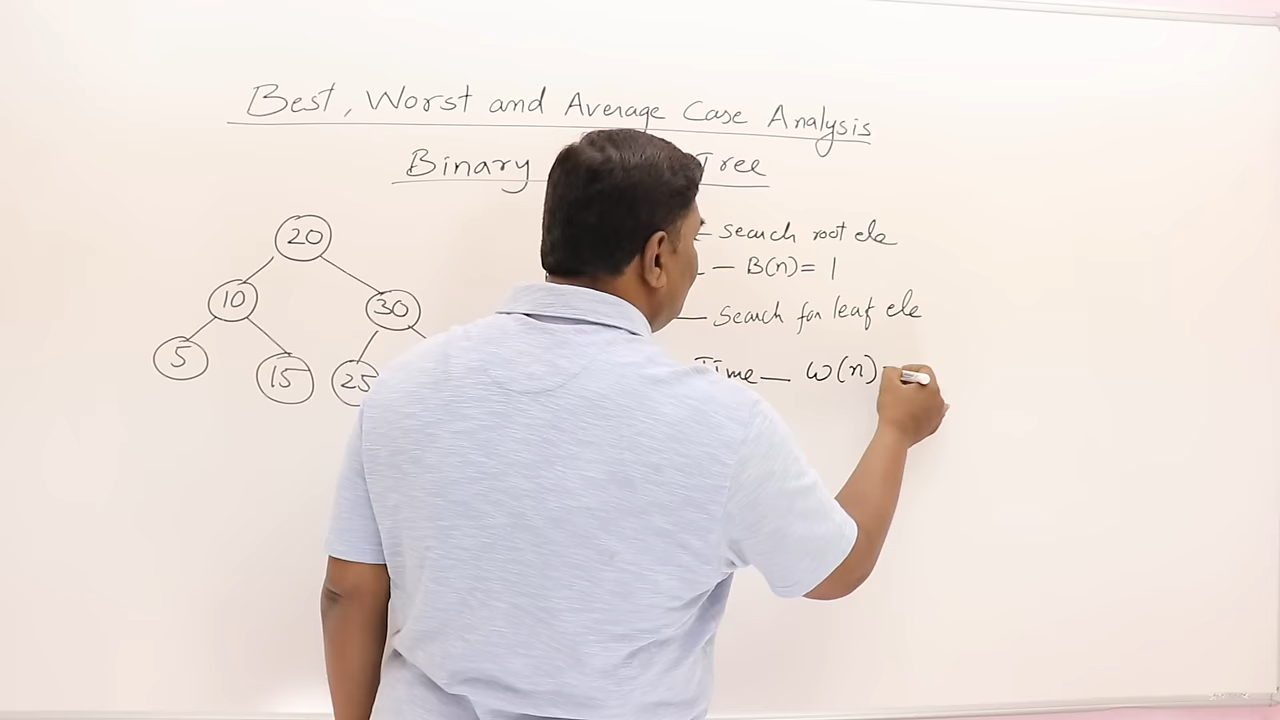 Best, Worst and Average Case Analysis
Binary Tree
20
search root ele
B(n)= 1
10
30
search for leaf ele
5
15
25
Time — w(n)